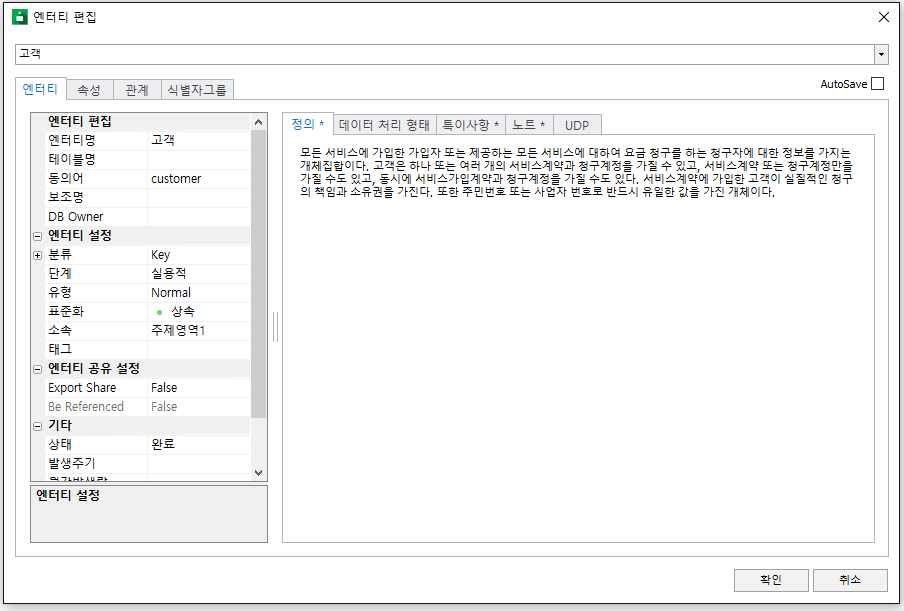 엔터티 편집
고객
엔터티 속성 관계 식별자그룹
AutoSave
엔터티 편집
엔터티명 고객
테이블명
동의어 customer
보조명
DB Owner
엔터티 설정
분류 Key
단계 실용적
유형 Normal
표준화 상속
소속 주제영역1
태그
엔터티 공유 설정
Export Share False
Be Referenced False
기타
상태 완료
발생주기
엔터티 설정
정의 * 데이터 처리 형태 특이사항 * 노트 * UDP
모든 서비스에 가입한 가입자 또는 제공하는 모든 서비스에 대하여 요금 청구를 하는 청구자에 대한 정보를 가지는
개체집합이다. 고객은 하나 또는 여러 개의 서비스계약과 청구계정을 가질 수 있고, 서비스계약 또는 청구계정만을
가질 수도 있고, 동시에 서비스가입계약과 청구계정을 가질 수도 있다. 서비스계약에 가입한 고객이 실질적인 청구
의 책임과 소유권을 가진다. 또한 주민번호 또는 사업자 번호로 반드시 유일한 값을 가진 개체이다.
확인 취소